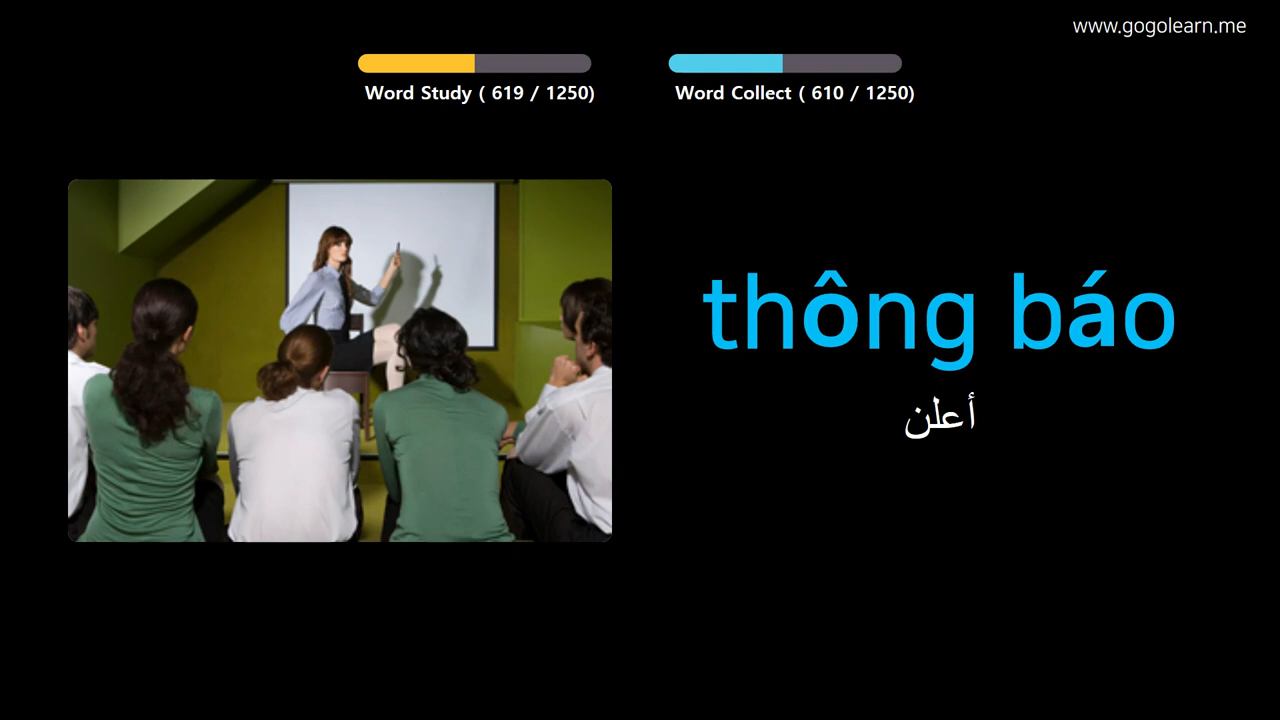 www.gogolearn.me
Word Study ( 619 / 1250)
Word Collect ( 610 / 1250)
thông báo
أعلن